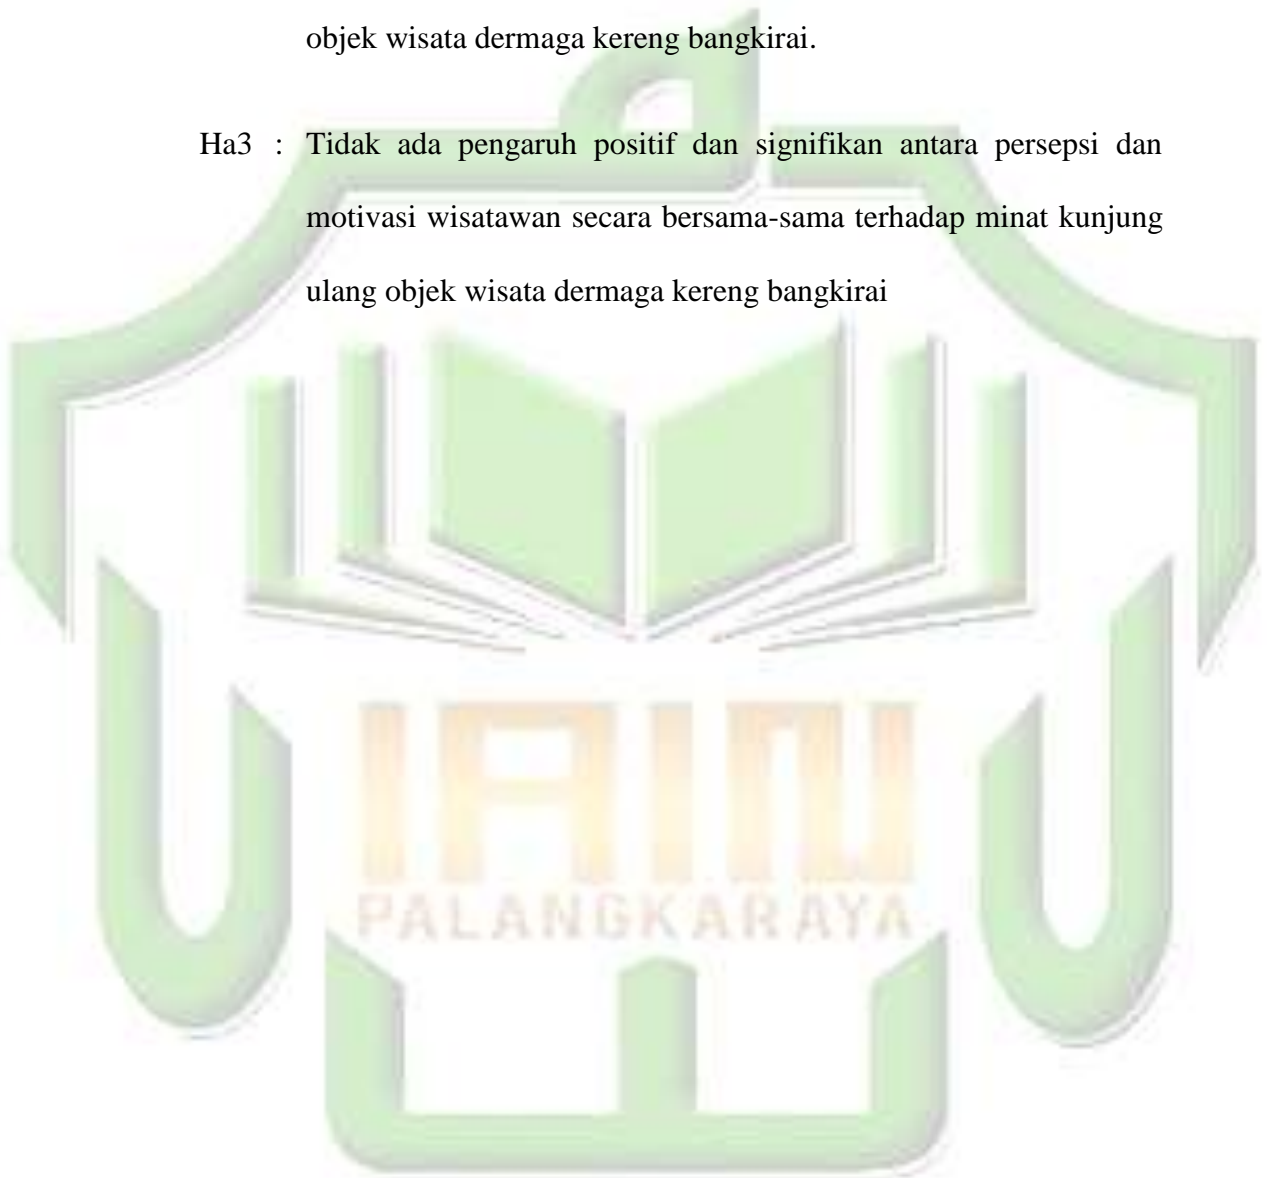 objek wisata dermaga kereng bangkirai.
Ha3 : Tidak ada pengaruh positif dan signifikan antara persepsi dan
motivasi wisatawan secara bersama-sama terhadap minat kunjung
ulang objek wisata dermaga kereng bangkirai
IAIN
PALANGKARAYA